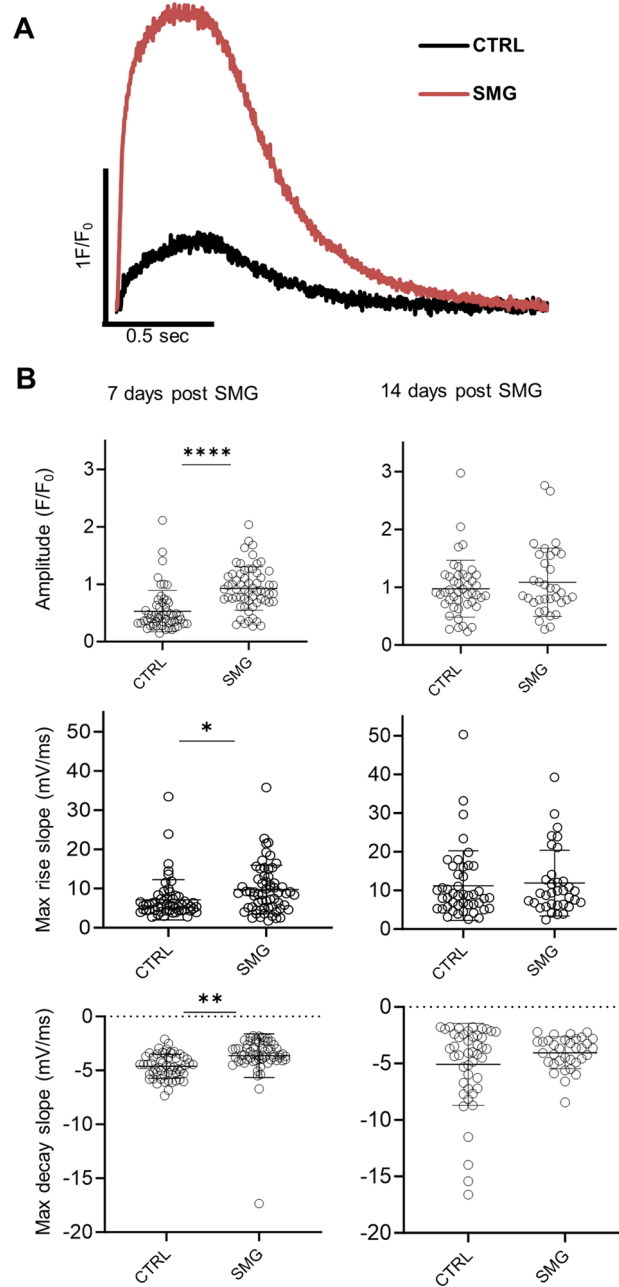 A
CTRL
SMG
1F/F0
0.5 sec
B
7 days post SMG
14 days post SMG
Amplitude (F/F0)
3
2
1
0
****
CTRL
SMG
3
2
1
0
CTRL
SMG
Max rise slope (mV/ms)
50
40
30
20
10
0
*
CTRL
SMG
50
40
30
20
10
0
CTRL
SMG
Max decay slope (mV/ms)
0
-5
-10
-15
-20
**
CTRL
SMG
0
-5
-10
-15
-20
CTRL
SMG